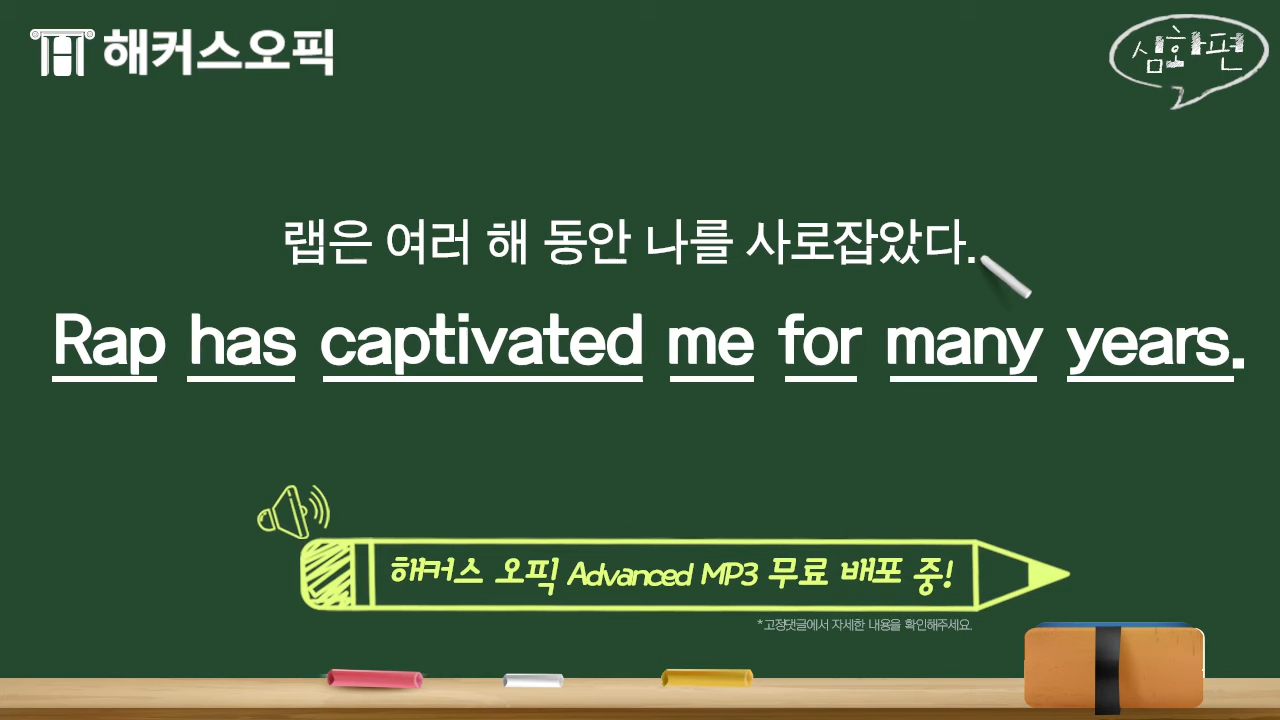 해커스오픽
심화편
랩은 여러 해 동안 나를 사로잡았다.
Rap has captivated me for many years.
해커스 오픽 Advanced MP3 무료 배포 중!
*고정댓글에서 자세한 내용을 확인해주세요.